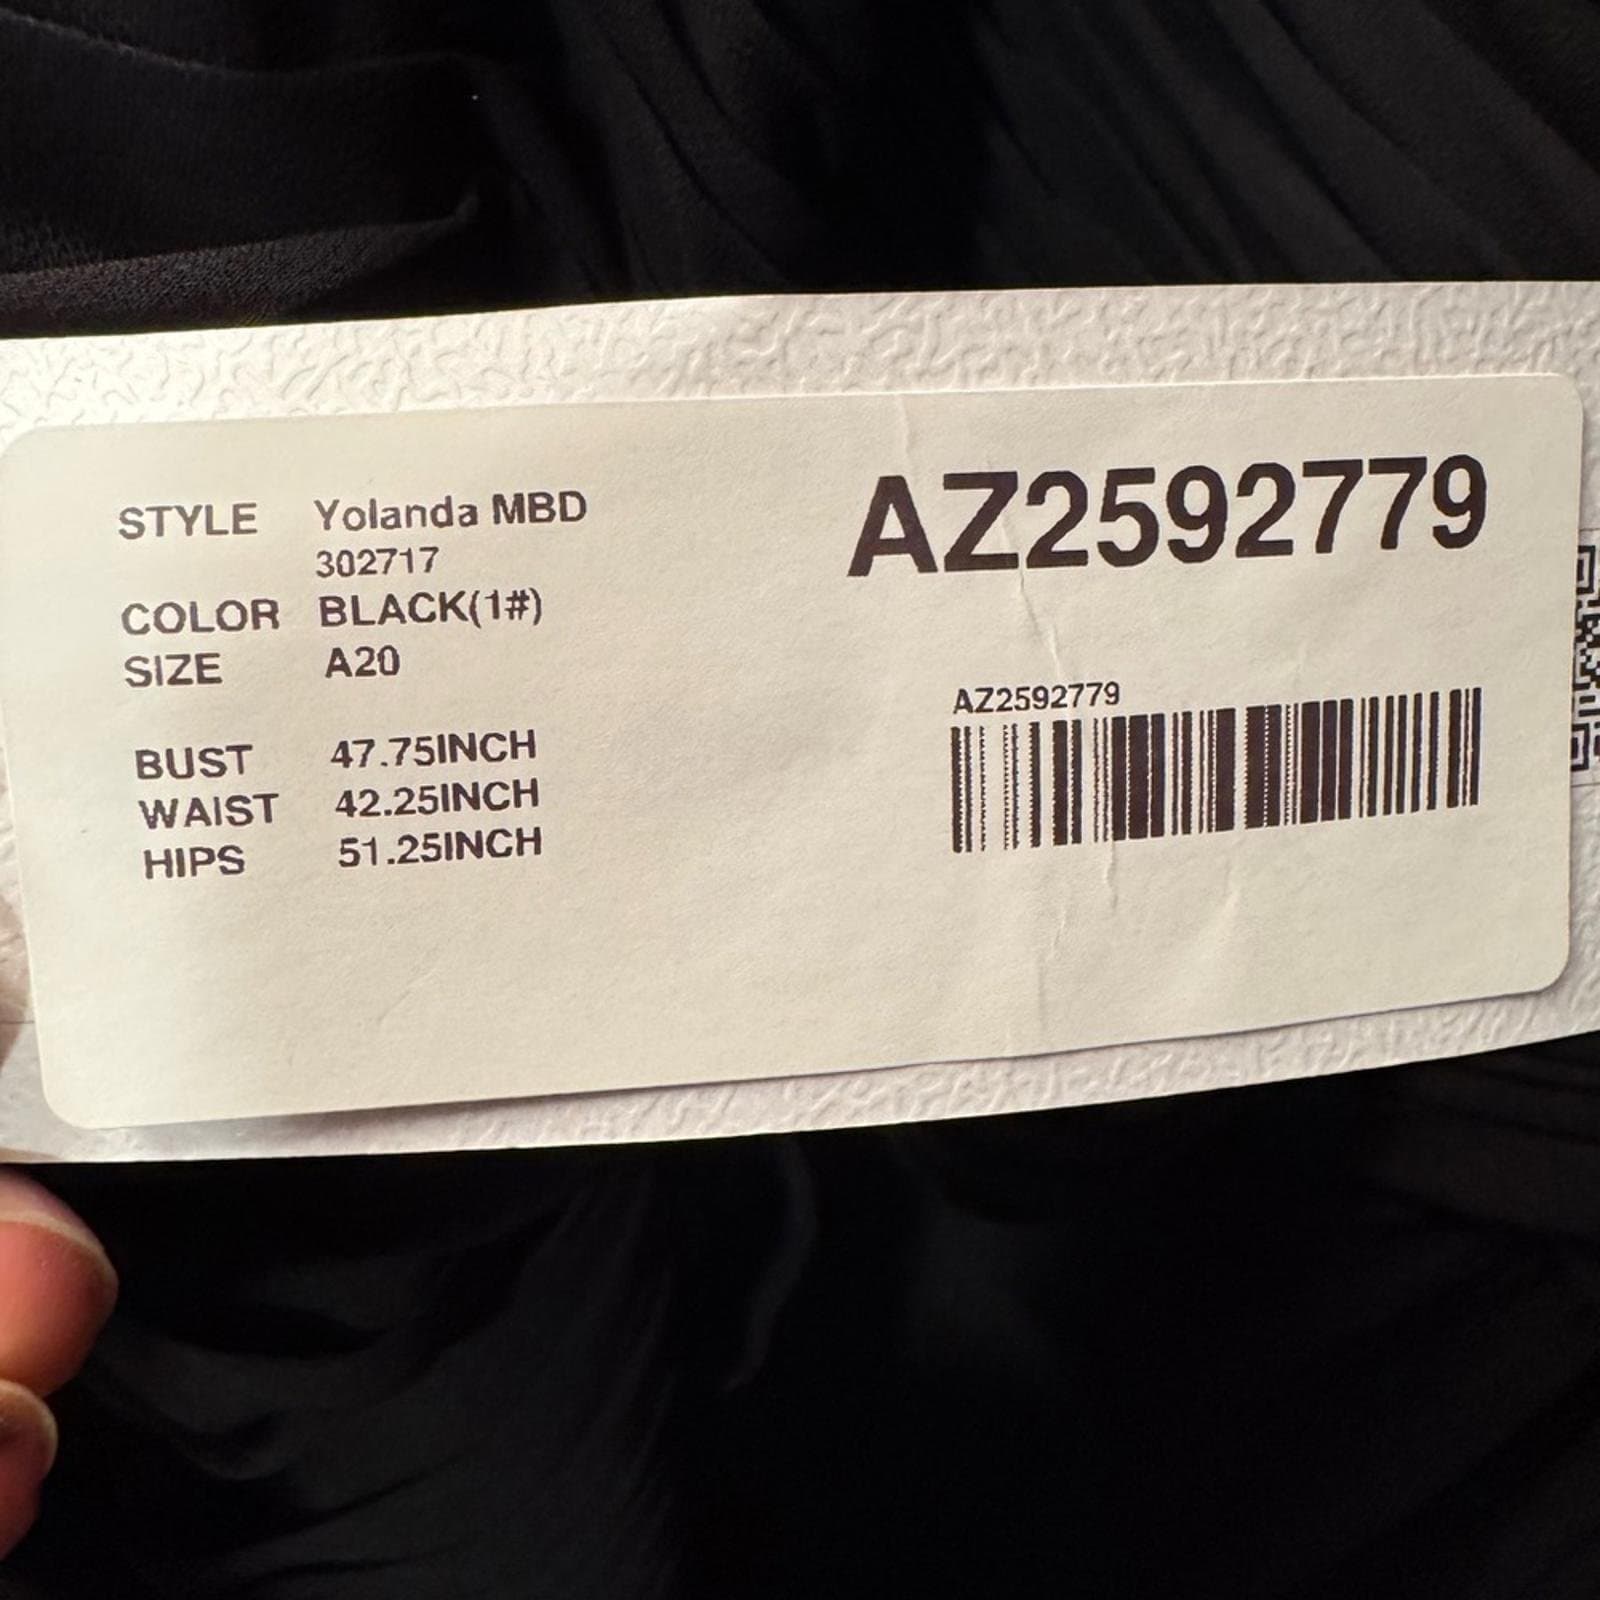 STYLE Yolanda MBD
302717
COLOR BLACK(1#)
SIZE A20
BUST 47.75INCH
WAIST 42.25INCH
HIPS 51.25INCH
AZ2592779
AZ2592779